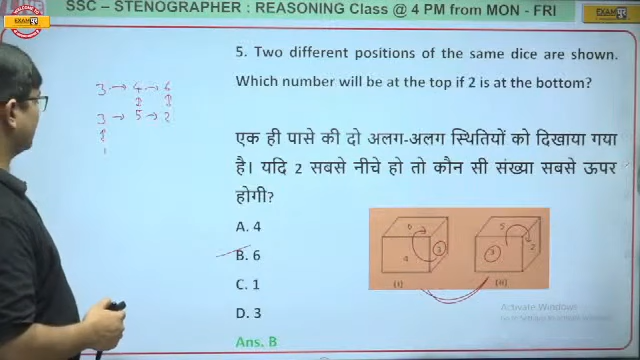 SSC – STENOGRAPHER : REASONING Class @ 4 PM from MON - FRI
EXAM
EXAM
5. Two different positions of the same dice are shown.
Which number will be at the top if 2 is at the bottom?
3 → 4 → 6
3 → 5 → 2
1
एक ही पासे की दो अलग-अलग स्थितियों को दिखाया गया
है। यदि 2 सबसे नीचे हो तो कौन सी संख्या सबसे ऊपर
होगी?
A. 4
B. 6
C. 1
D. 3
Ans. B
6
4
3
(I)
5
3
2
(II)
Activate Windows